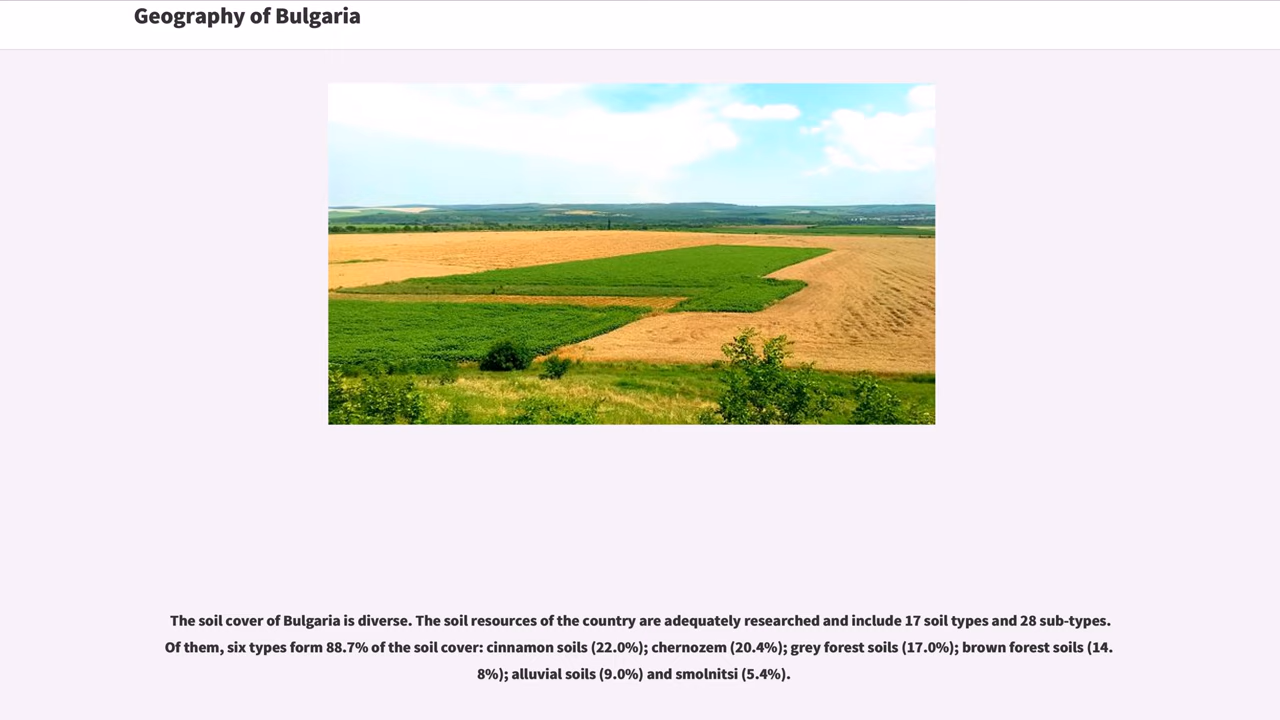 Geography of Bulgaria
The soil cover of Bulgaria is diverse. The soil resources of the country are adequately researched and include 17 soil types and 28 sub-types.
Of them, six types form 88.7% of the soil cover: cinnamon soils (22.0%); chernozem (20.4%); grey forest soils (17.0%); brown forest soils (14.
8%); alluvial soils (9.0%) and smolnitsi (5.4%).